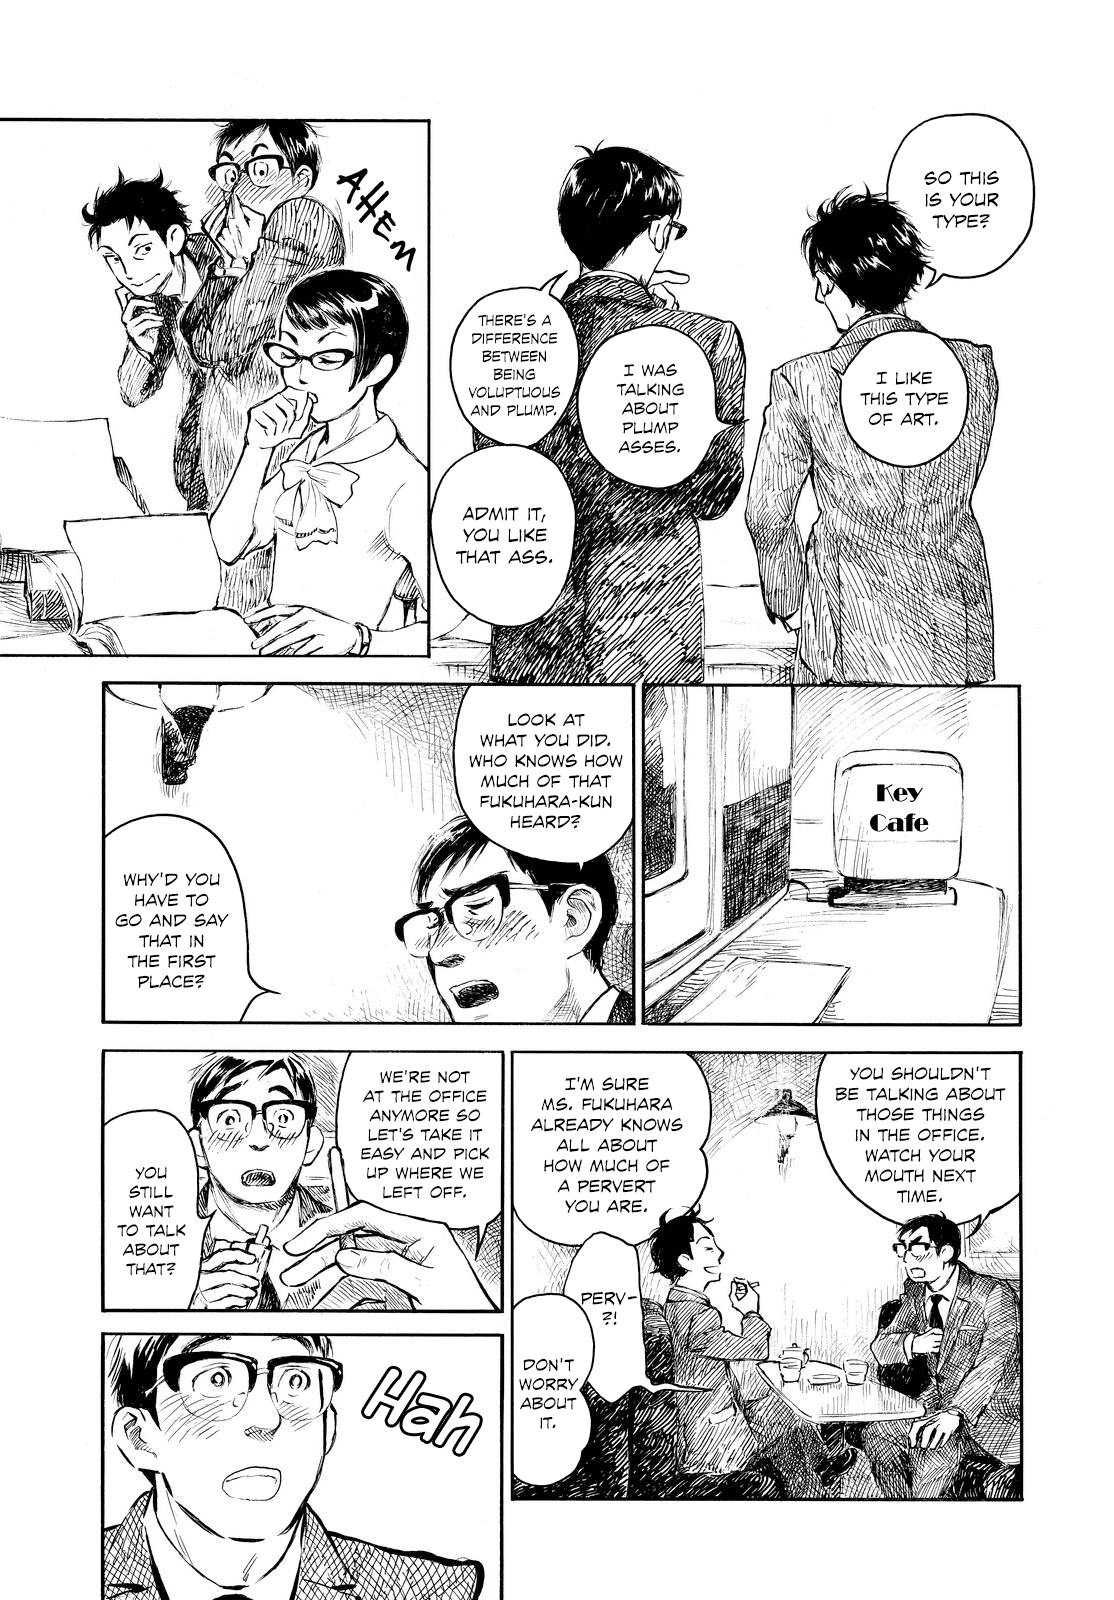 SO THIS
IS YOUR
TYPE?
I LIKE
THIS TYPE
OF ART.
I WAS
TALKING
ABOUT
PLUMP
ASSES.
THERE'S A
DIFFERENCE
BETWEEN
BEING
VOLUPTUOUS
AND PLUMP.
ADMIT IT,
YOU LIKE
THAT ASS.
AHEM
Key
Cafe
LOOK AT
WHAT YOU DID.
WHO KNOWS HOW
MUCH OF THAT
FUKUHARA-KUN
HEARD?
WHY'D YOU
HAVE TO
GO AND SAY
THAT IN
THE FIRST
PLACE?
YOU SHOULDN'T
BE TALKING ABOUT
THOSE THINGS
IN THE OFFICE.
WATCH YOUR
MOUTH NEXT
TIME.
I'M SURE
MS. FUKUHARA
ALREADY KNOWS
ALL ABOUT
HOW MUCH OF
A PERVERT
YOU ARE.
PERV-
?!
DON'T
WORRY
ABOUT
IT.
WE'RE NOT
AT THE OFFICE
ANYMORE SO
LET'S TAKE IT
EASY AND PICK
UP WHERE WE
LEFT OFF.
YOU
STILL
WANT
TO TALK
ABOUT
THAT?
Hah